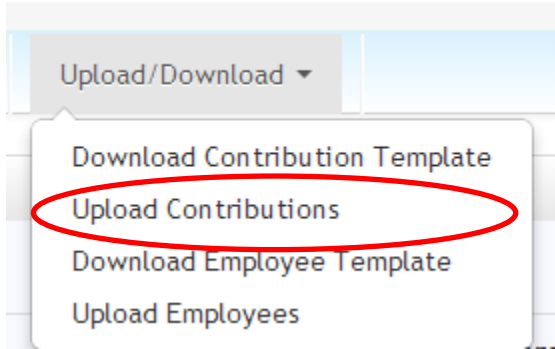 Upload/Download
Download Contribution Template
Upload Contributions
Download Employee Template
Upload Employees